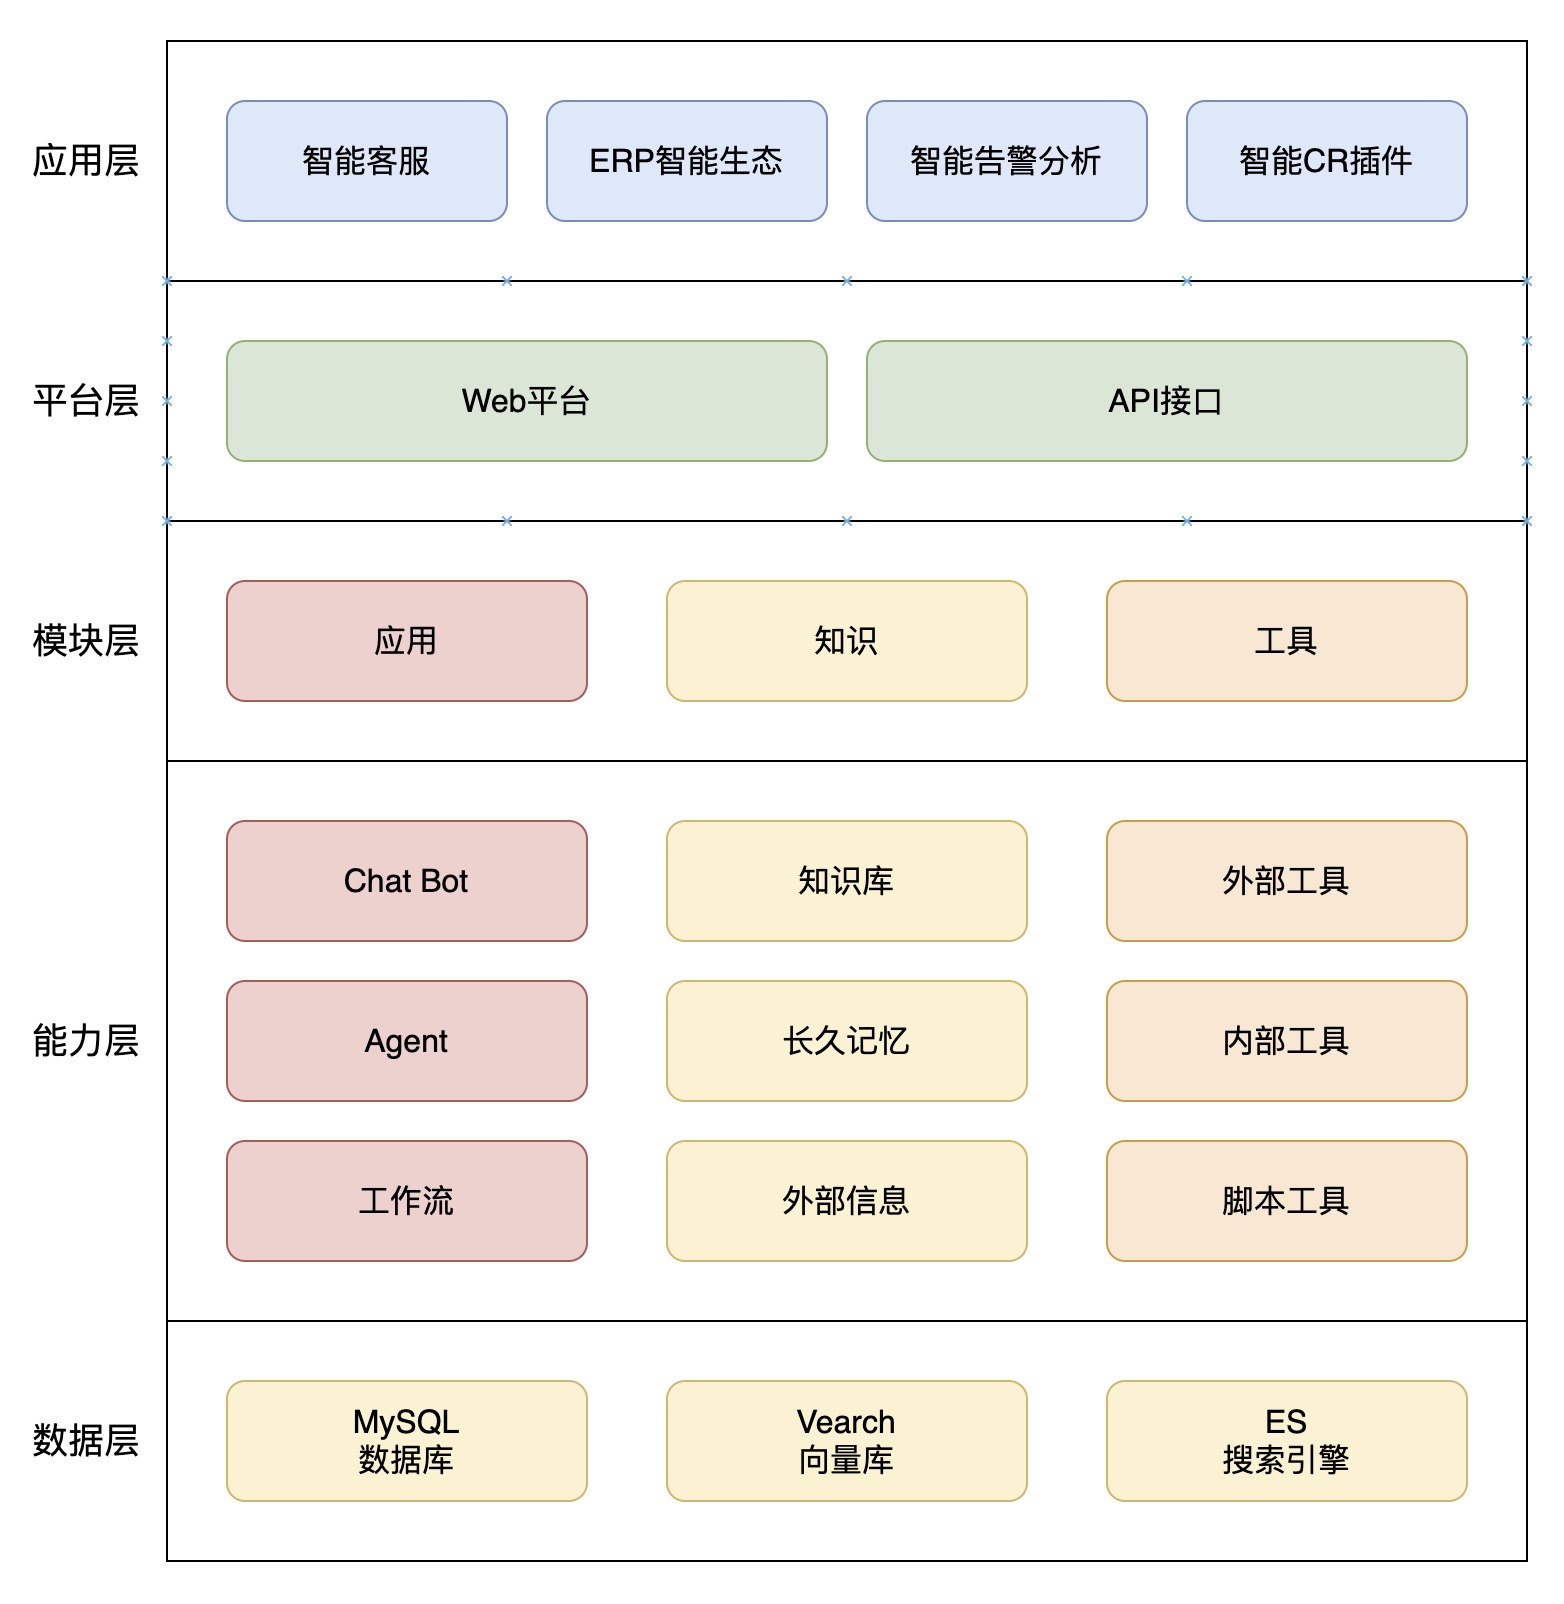 应用层
智能客服
ERP智能生态
智能告警分析
智能CR插件
平台层
Web平台
API接口
模块层
应用
知识
工具
能力层
Chat Bot
知识库
外部工具
Agent
长久记忆
内部工具
工作流
外部信息
脚本工具
数据层
MySQL
数据库
Vearch
向量库
ES
搜索引擎